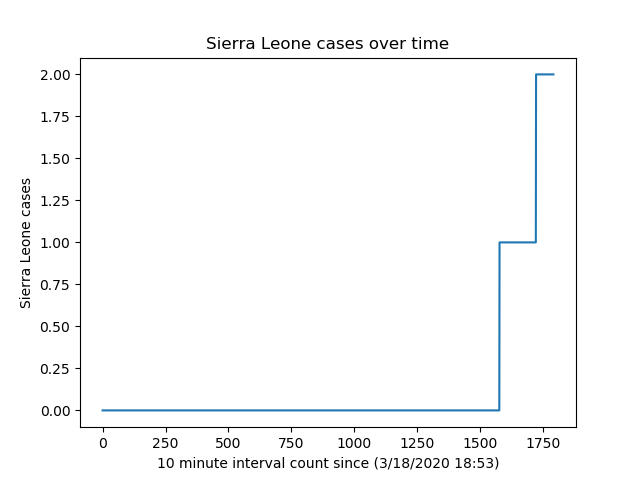 Sierra Leone cases over time
Sierra Leone cases
2.00
1.75
1.50
1.25
1.00
0.75
0.50
0.25
0.00
0 250 500 750 1000 1250 1500 1750
10 minute interval count since (3/18/2020 18:53)